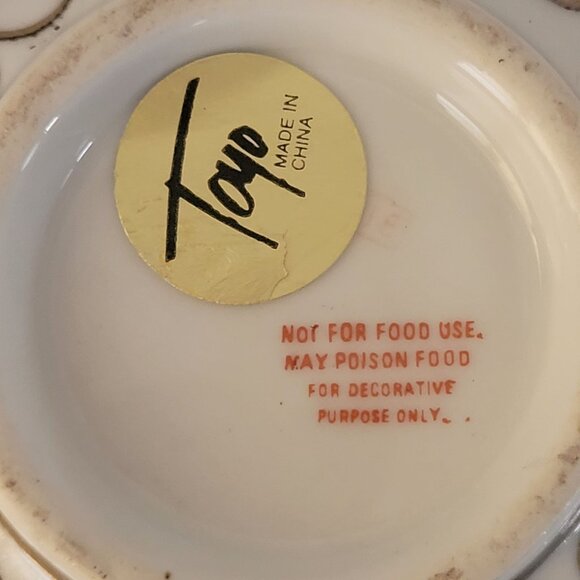 Toyo
MADE IN
CHINA
NOT FOR FOOD USE.
MAY POISON FOOD
FOR DECORATIVE
PURPOSE ONLY.